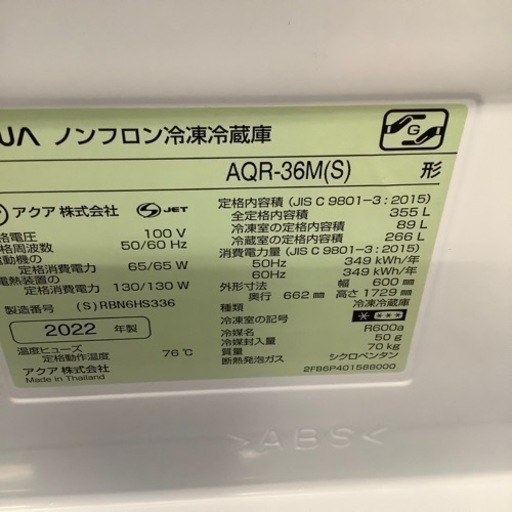 UA ノンフロン冷凍冷蔵庫
G
AQR-36M(S) 形
アクア 株式会社 S JET
格電圧 100 V
格周波数 50/60 Hz
動機の
定格消費電力 65/65 W
電熱装置の
定格消費電力 130/130 W
製造番号 (S)RBN6HS336
2022 年製
温度ヒューズ
定格動作温度 76℃
アクア 株式会社
Made in Thailand
定格内容積 (JIS C 9801-3 : 2015)
全定格内容積 355 L
冷凍室の定格内容積 89 L
冷蔵室の定格内容積 266 L
消費電力量 (JIS C 9801-3 : 2015)
50Hz 349 kWh/年
60Hz 349 kWh/年
外形寸法 幅 600 mm
奥行 662 mm 高さ 1729 mm
種類 冷凍冷蔵庫
冷凍室の記号
冷媒名 R600a
冷媒封入量 50 g
質量 70 kg
断熱発泡ガス シクロペンタン
2FB6P40158B000
>ABS<